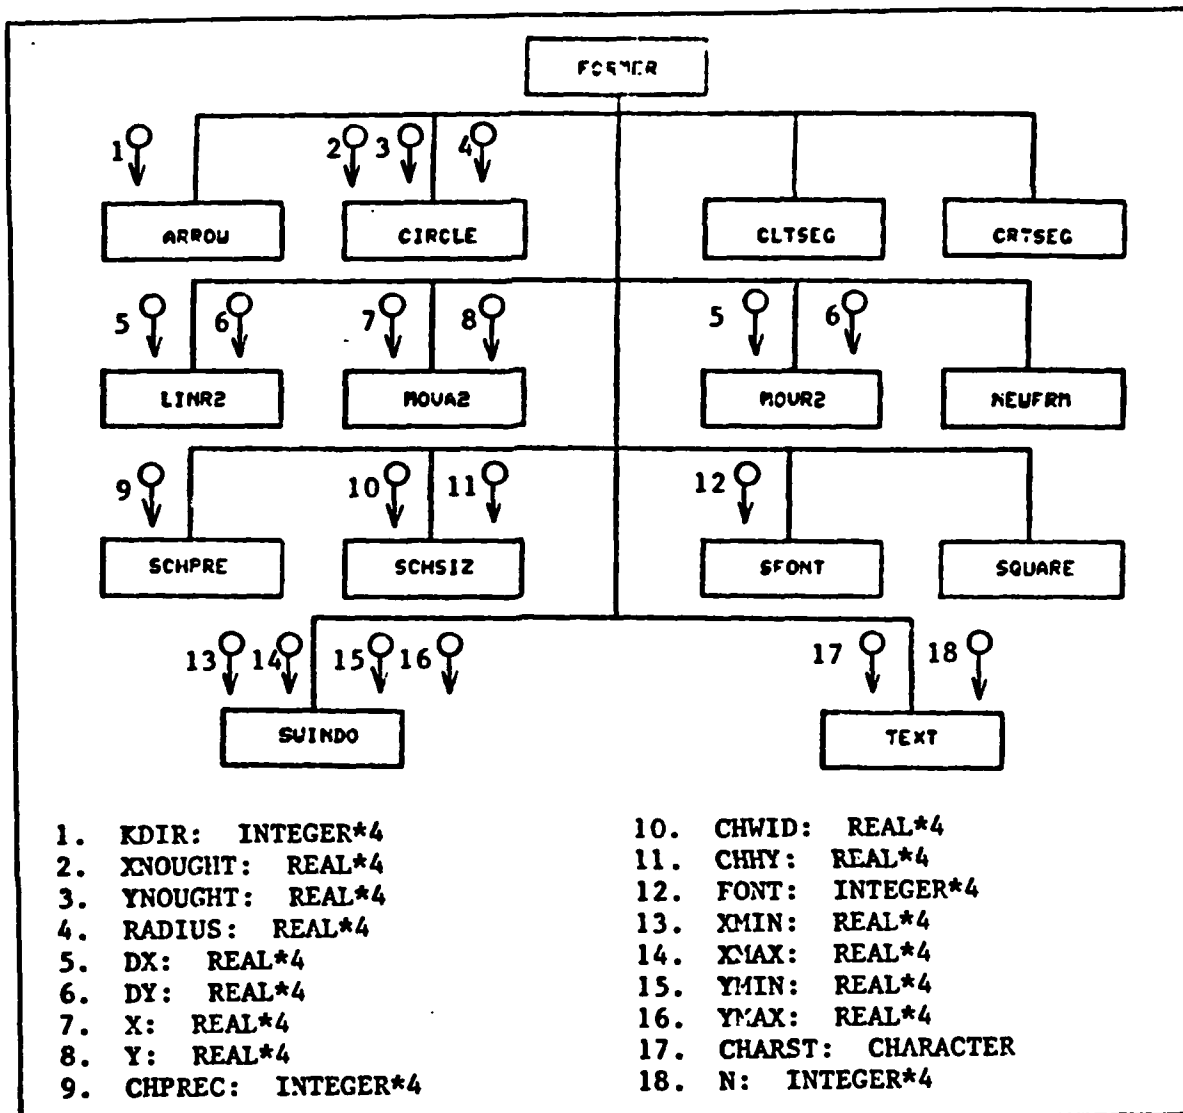 FORMER
1 2 3 4
ARROW CIRCLE CLTSEG CRTSEG
5 6 7 8 5 6
LINR2 MOVA2 MOVR2 NEWFRM
9 10 11 12
SCHPRE SCHSIZ SFONT SQUARE
13 14 15 16 17 18
SWINDO TEXT
1. KDIR: INTEGER*4
2. XNOUGHT: REAL*4
3. YNOUGHT: REAL*4
4. RADIUS: REAL*4
5. DX: REAL*4
6. DY: REAL*4
7. X: REAL*4
8. Y: REAL*4
9. CHPREC: INTEGER*4
10. CHWID: REAL*4
11. CHHY: REAL*4
12. FONT: INTEGER*4
13. XMIN: REAL*4
14. XMAX: REAL*4
15. YMIN: REAL*4
16. YMAX: REAL*4
17. CHARST: CHARACTER
18. N: INTEGER*4